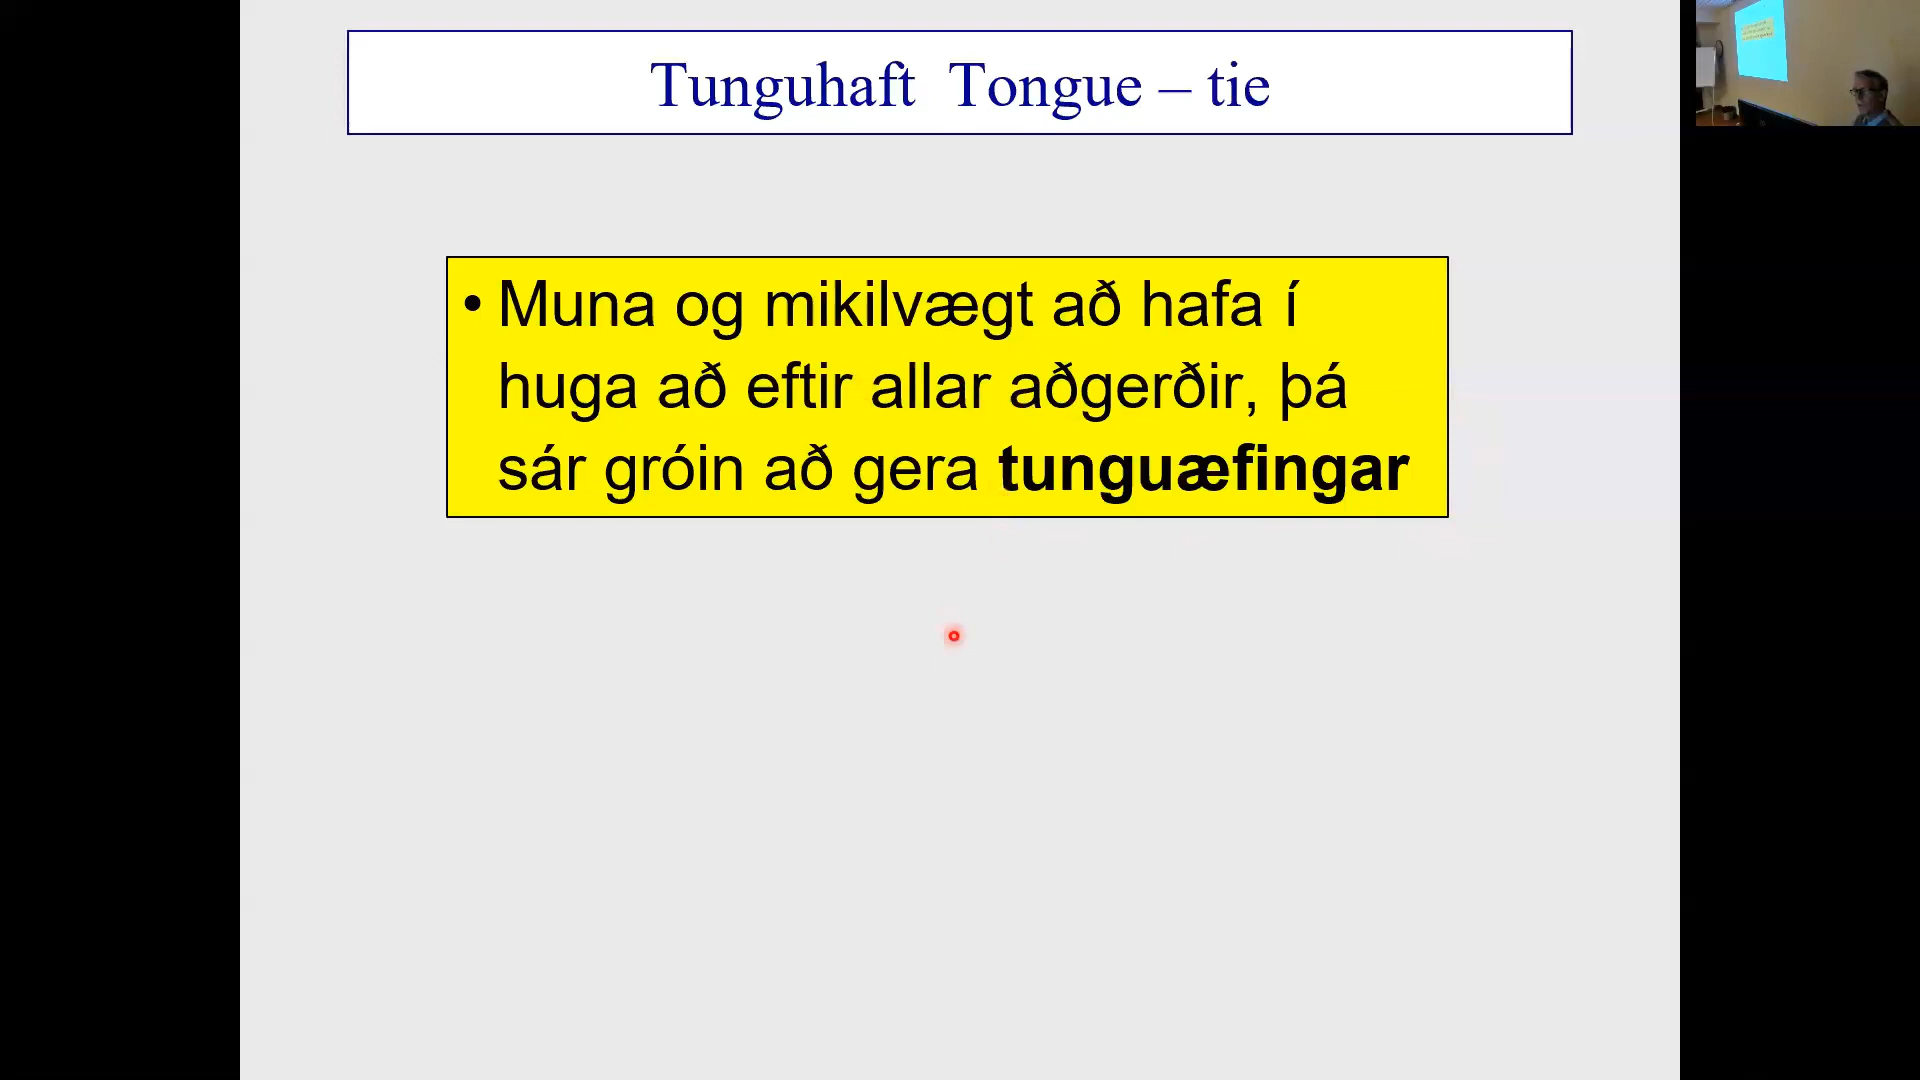 Tunguhaft Tongue – tie
• Muna og mikilvægt að hafa í
huga að eftir allar aðgerðir, þá
sár gróin að gera tunguæfingar